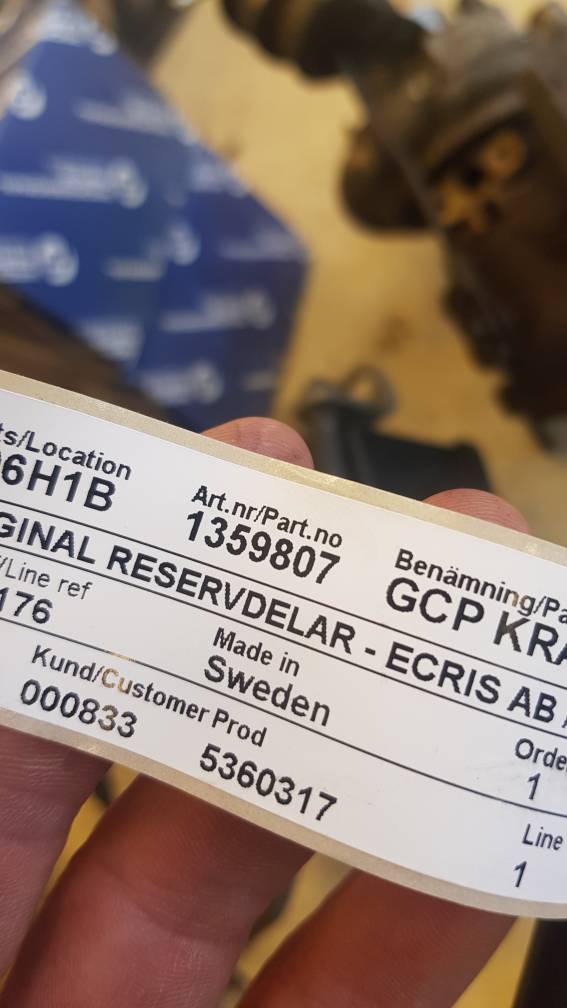 ts/Location
6H1B
Art.nr/Part.no
1359807
Benämning/Pa
GCP KRA
GINAL RESERVDELAR - ECRIS AB
/Line ref
176
Made in
Sweden
Orde
1
Kund/Customer Prod
000833
5360317
Line
1